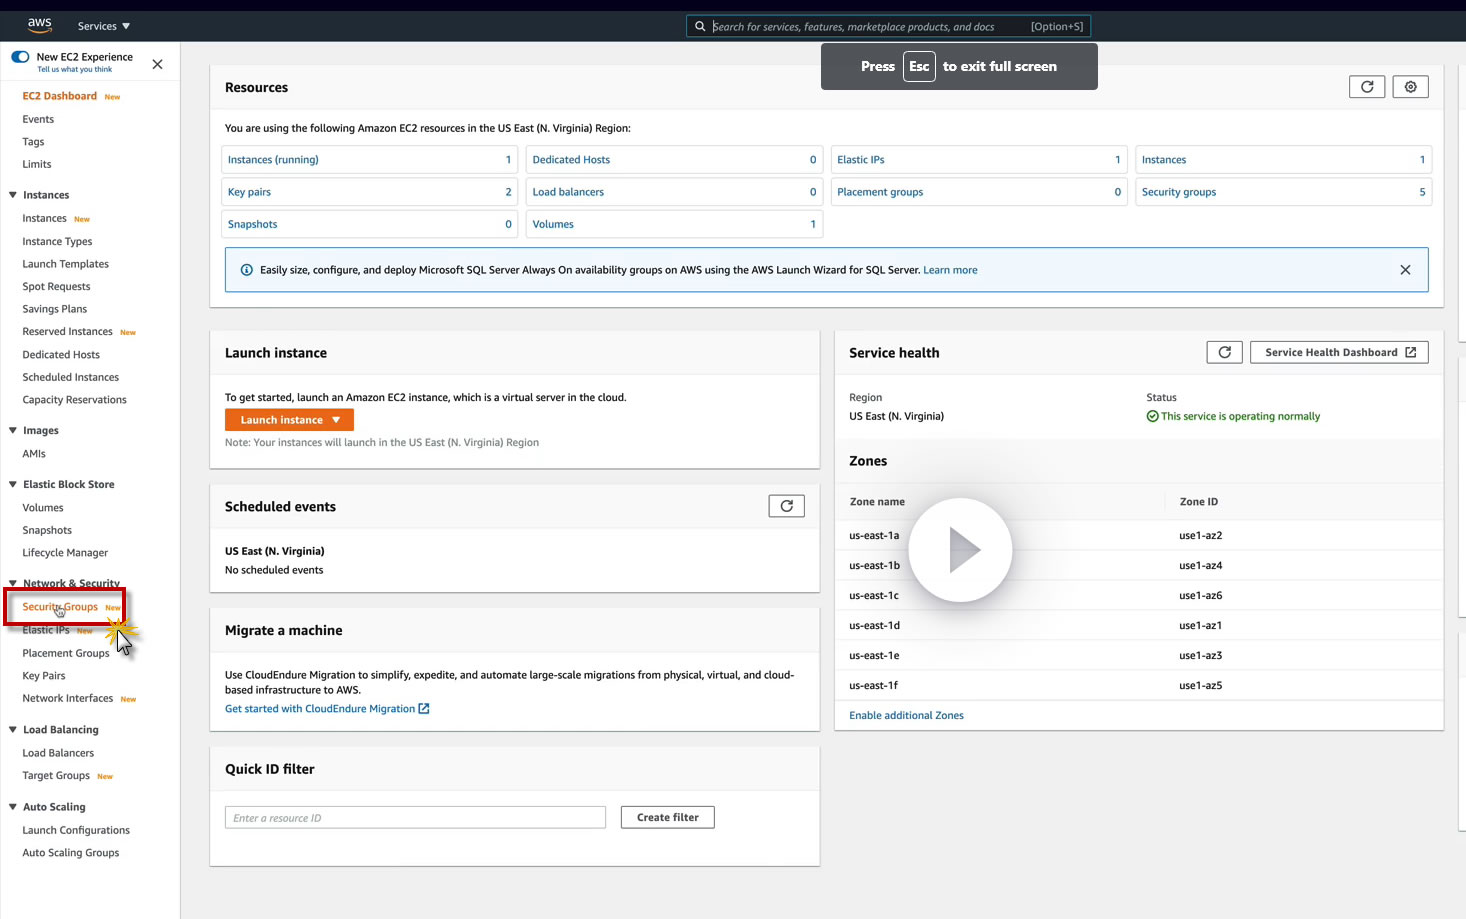 aws
Services
Search for services, features, marketplace products, and docs
[Option+S]
Press Esc to exit full screen
New EC2 Experience
Tell us what you think
EC2 Dashboard New
Events
Tags
Limits
Instances
Instances New
Instance Types
Launch Templates
Spot Requests
Savings Plans
Reserved Instances New
Dedicated Hosts
Scheduled Instances
Capacity Reservations
Images
AMIs
Elastic Block Store
Volumes
Snapshots
Lifecycle Manager
Network & Security
Security Groups New
Elastic IPs New
Placement Groups
Key Pairs
Network Interfaces New
Load Balancing
Load Balancers
Target Groups New
Auto Scaling
Launch Configurations
Auto Scaling Groups
Resources
You are using the following Amazon EC2 resources in the US East (N. Virginia) Region:
Instances (running) 1
Dedicated Hosts 0
Elastic IPs 1
Instances 1
Key pairs 2
Load balancers 0
Placement groups 0
Security groups 5
Snapshots 0
Volumes 1
Easily size, configure, and deploy Microsoft SQL Server Always On availability groups on AWS using the AWS Launch Wizard for SQL Server. Learn more
Launch instance
To get started, launch an Amazon EC2 instance, which is a virtual server in the cloud.
Launch instance
Note: Your instances will launch in the US East (N. Virginia) Region
Scheduled events
US East (N. Virginia)
No scheduled events
Migrate a machine
Use CloudEndure Migration to simplify, expedite, and automate large-scale migrations from physical, virtual, and cloud-
based infrastructure to AWS.
Get started with CloudEndure Migration
Quick ID filter
Enter a resource ID
Create filter
Service health
Service Health Dashboard
Region
Status
US East (N. Virginia)
This service is operating normally
Zones
Zone name
Zone ID
us-east-1a
use1-az2
us-east-1b
use1-az4
us-east-1c
use1-az6
us-east-1d
use1-az1
us-east-1e
use1-az3
us-east-1f
use1-az5
Enable additional Zones